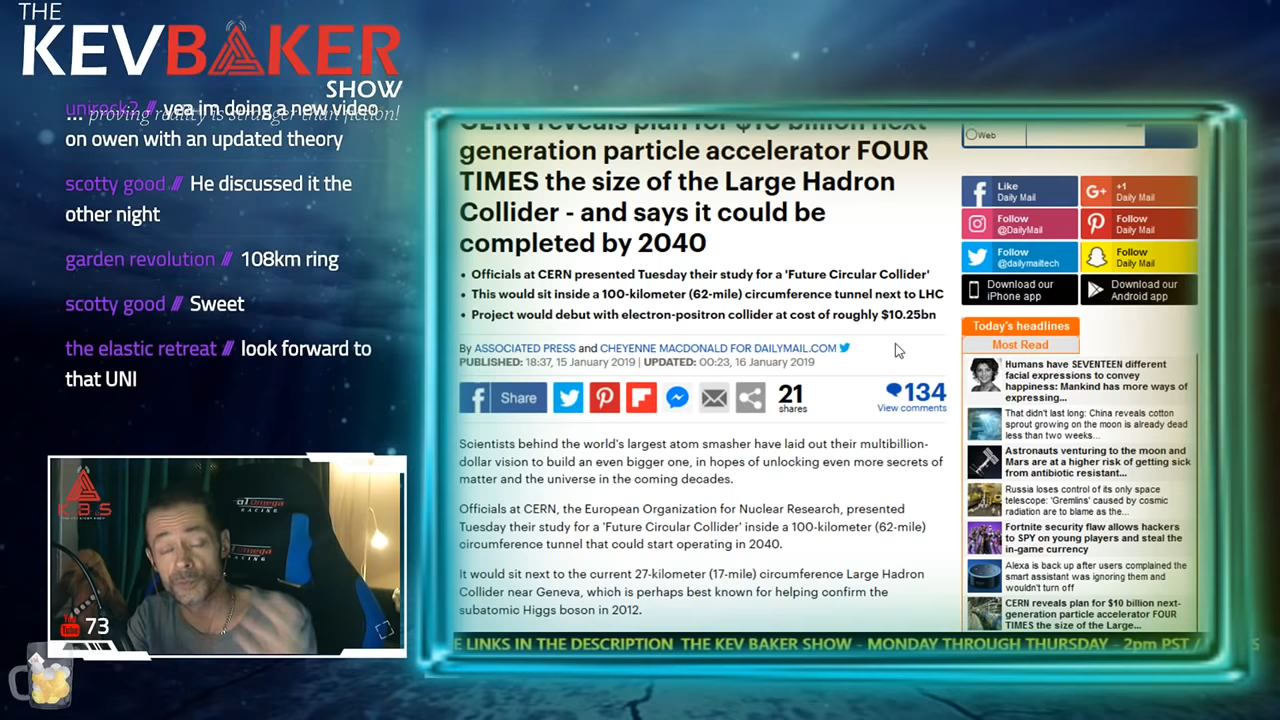 THE
KEVBAKER
SHOW
... proving reality is stranger than fiction!
unirock2 // yea im doing a new video
on owen with an updated theory
scotty good // He discussed it the
other night
garden revolution // 108km ring
scotty good // Sweet
the elastic retreat // look forward to
that UNI
K.B.S
OMEGA
RACING
OMEGA
RACING
You Tube 73
CERN reveals plan for $10 billion next
generation particle accelerator FOUR
TIMES the size of the Large Hadron
Collider - and says it could be
completed by 2040
• Officials at CERN presented Tuesday their study for a 'Future Circular Collider'
• This would sit inside a 100-kilometer (62-mile) circumference tunnel next to LHC
• Project would debut with electron-positron collider at cost of roughly $10.25bn
By ASSOCIATED PRESS and CHEYENNE MACDONALD FOR DAILYMAIL.COM
PUBLISHED: 18:37, 15 January 2019 | UPDATED: 00:23, 16 January 2019
Share
21
shares
134
View comments
Scientists behind the world's largest atom smasher have laid out their multibillion-
dollar vision to build an even bigger one, in hopes of unlocking even more secrets of
matter and the universe in the coming decades.
Officials at CERN, the European Organization for Nuclear Research, presented
Tuesday their study for a 'Future Circular Collider' inside a 100-kilometer (62-mile)
circumference tunnel that could start operating in 2040.
It would sit next to the current 27-kilometer (17-mile) circumference Large Hadron
Collider near Geneva, which is perhaps best known for helping confirm the
subatomic Higgs boson in 2012.
Web
Like
Daily Mail
+1
Daily Mail
Follow
@DailyMail
Follow
Daily Mail
Follow
@dailymailtech
Follow
Daily Mail
Download our
iPhone app
Download our
Android app
Today's headlines
Most Read
Humans have SEVENTEEN different
facial expressions to convey
happiness: Mankind has more ways of
expressing...
That didn't last long: China reveals cotton
sprout growing on the moon is already dead
less than two weeks...
Astronauts venturing to the moon and
Mars are at a higher risk of getting sick
from antibiotic resistant...
Russia loses control of its only space
telescope: 'Gremlins' caused by cosmic
radiation are to blame as the...
Fortnite security flaw allows hackers
to SPY on young players and steal the
in-game currency
Alexa is back up after users complained the
smart assistant was ignoring them and
wouldn't turn off
CERN reveals plan for $10 billion next-
generation particle accelerator FOUR
TIMES the size of the Large...
E LINKS IN THE DESCRIPTION THE KEV BAKER SHOW - MONDAY THROUGH THURSDAY - 2pm PST /